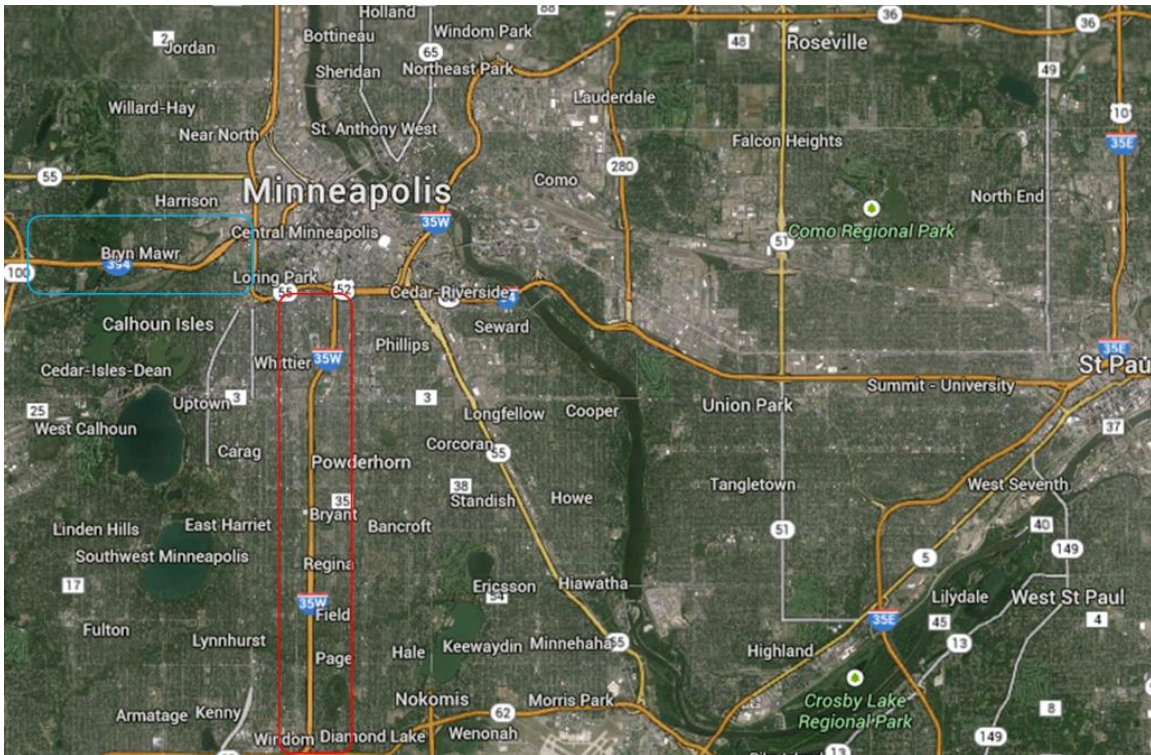 Holland
88
Bottineau
65
Windom Park
36
36
2
Jordan
48
Roseville
Sheridan
Northeast Park
49
Willard-Hay
Lauderdale
10
Near North
St. Anthony West
Falcon Heights
35E
280
55
Minneapolis
Como
Harrison
North End
35W
Central Minneapolis
Como Regional Park
51
Bryn Mawr
394
100
Loring Park
55
52
Cedar-Riverside
94
Calhoun Isles
Seward
Whittier
35W
Phillips
35E
St Pau
Cedar-Isles-Dean
Summit - University
Uptown
3
3
25
Longfellow
Cooper
Union Park
West Calhoun
37
Carag
Corcoran
55
Powderhorn
Tangletown
West Seventh
38
35
Standish
Howe
Bryant
Bancroft
Linden Hills
East Harriet
51
40
Southwest Minneapolis
149
5
Regina
17
Ericsson
Hiawatha
54
Lilydale
West St Paul
35W
Field
35E
45
4
Fulton
Lynnhurst
Keewaydin
Minnehaha
55
13
Page
Hale
Highland
Nokomis
Morris Park
Crosby Lake
Regional Park
Armatage
Kenny
62
8
Windom
Diamond Lake
Wenonah
149
13